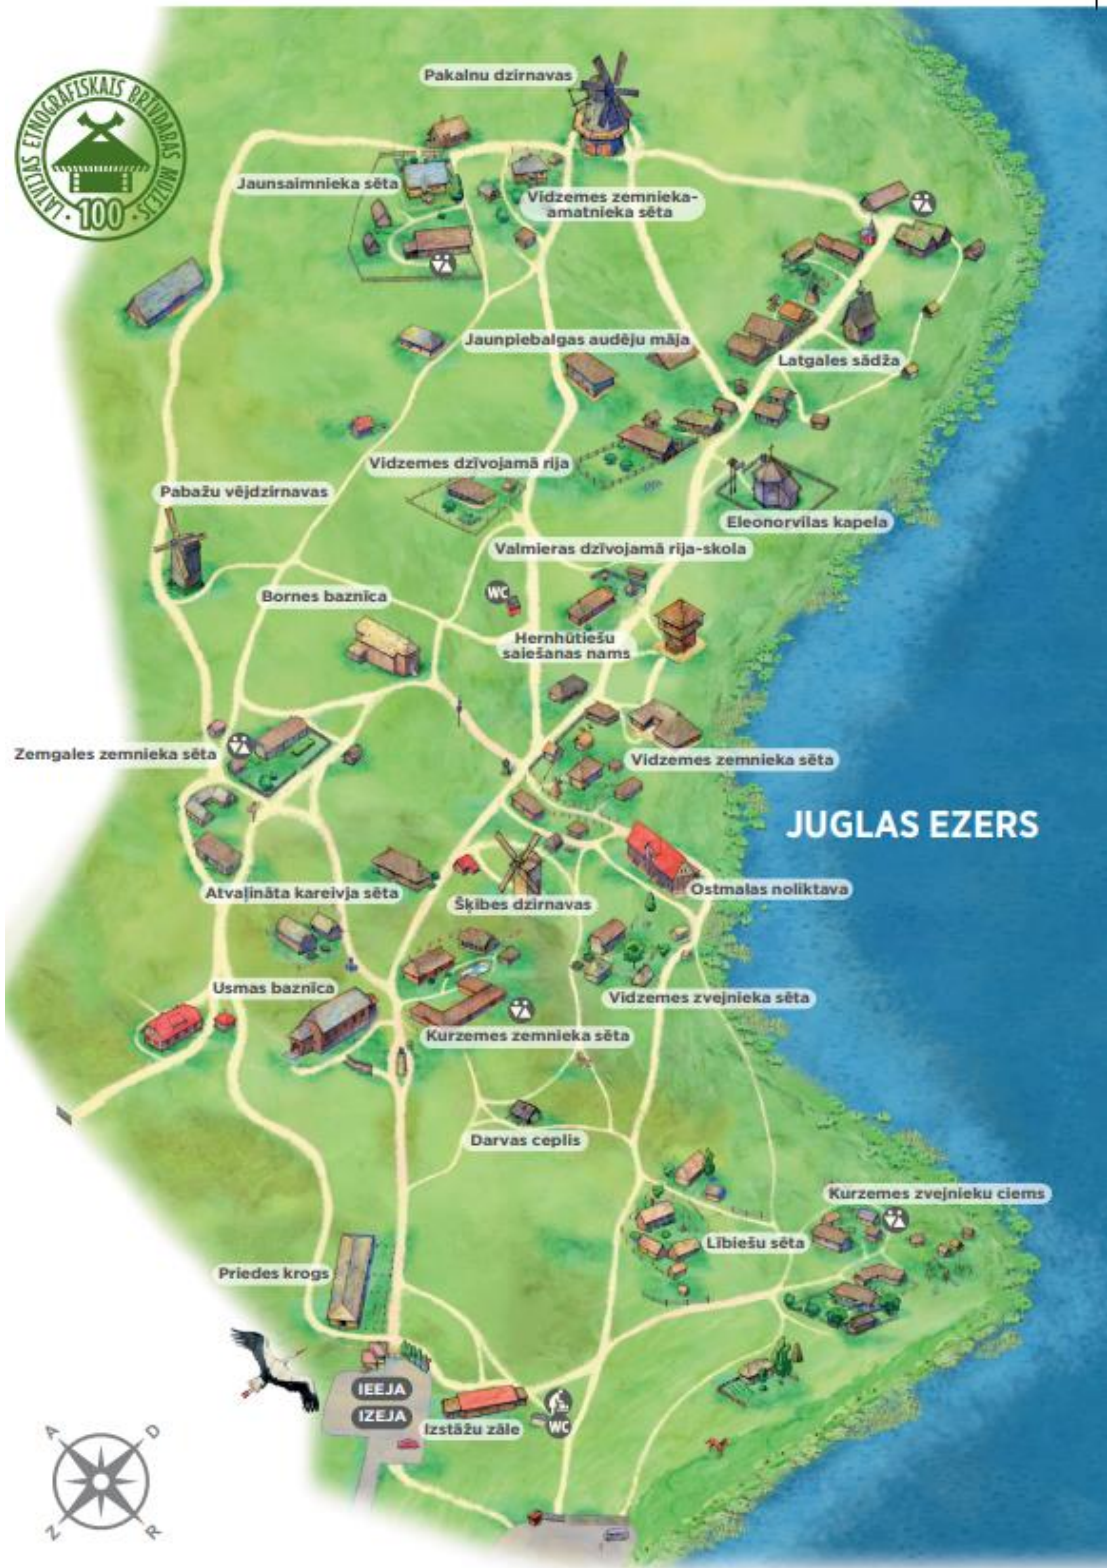 LATVIJAS ETNOGRĀFISKAIS BRĪVDABAS MUZEJS
100
Pakalnu dzirnavas
Jaunsaimnieka sēta
Vidzemes zemnieka-
amatnieka sēta
Jaunpiebalgas audēju māja
Latgales sādža
Vidzemes dzīvojamā rija
Pabažu vējdzirnavas
Eleonorvilas kapela
Valmieras dzīvojamā rija-skola
WC
Bornes baznīca
Hernhūtiešu
saiešanas nams
Zemgales zemnieka sēta
Vidzemes zemnieka sēta
JUGLAS EZERS
Atvaļināta kareivja sēta
Šķibes dzirnavas
Ostmalas noliktava
Usmas baznīca
Vidzemes zvejnieka sēta
Kurzemes zemnieka sēta
Darvas ceplis
Kurzemes zvejnieku ciems
Lībiešu sēta
Priedes krogs
IEEJA
IZEJA
Izstāžu zāle
WC
A
D
Z
R